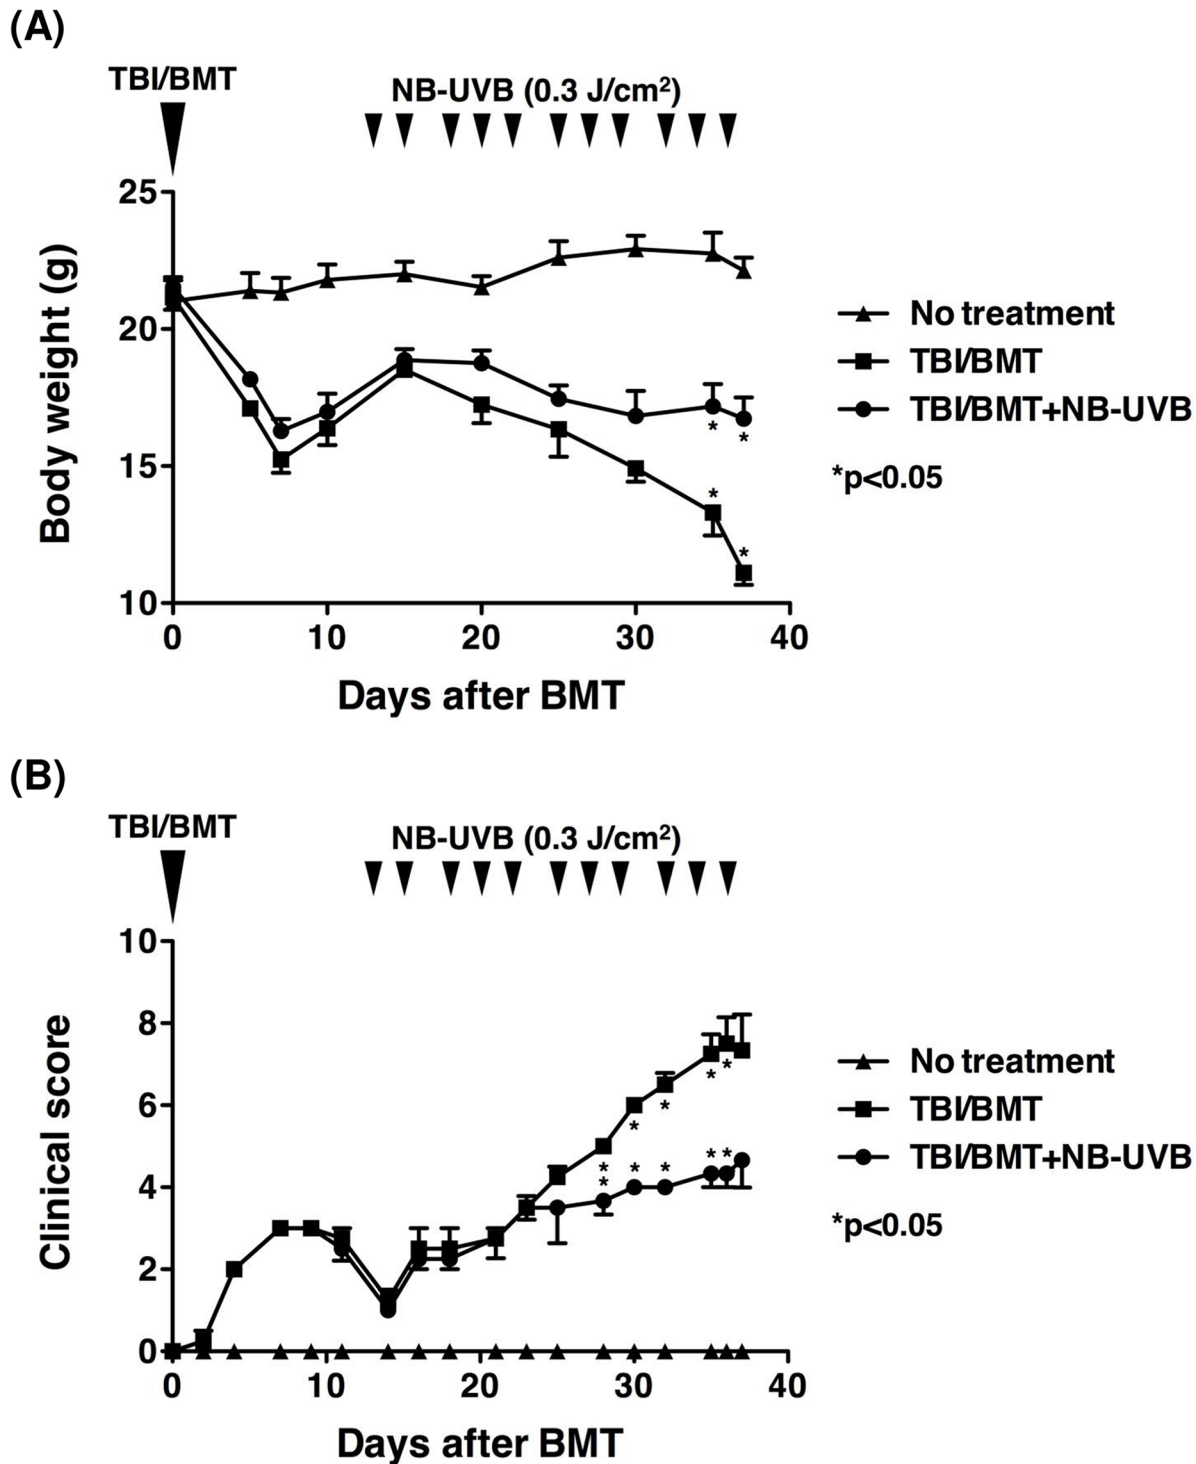 (A)
TBI/BMT
NB-UVB (0.3 J/cm²)
25
20
15
10
Body weight (g)
0 10 20 30 40
Days after BMT
No treatment
TBI/BMT
TBI/BMT+NB-UVB
*p<0.05
* *
* *
(B)
TBI/BMT
NB-UVB (0.3 J/cm²)
10
8
6
4
2
0
Clinical score
0 10 20 30 40
Days after BMT
No treatment
TBI/BMT
TBI/BMT+NB-UVB
*p<0.05
* * * * *
* * * * *